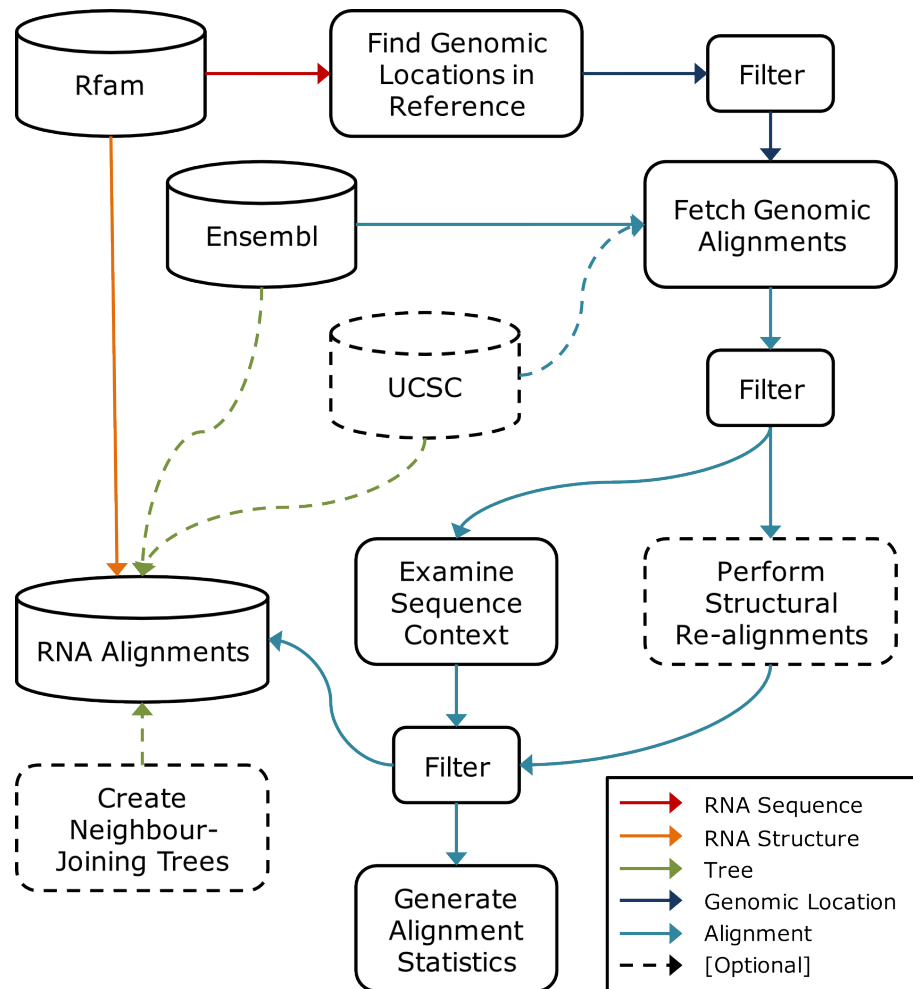 Rfam
Find Genomic
Locations in
Reference
Filter
Ensembl
Fetch Genomic
Alignments
UCSC
Filter
Examine
Sequence
Context
Perform
Structural
Re-alignments
RNA Alignments
Filter
Create
Neighbour-
Joining Trees
Generate
Alignment
Statistics
RNA Sequence
RNA Structure
Tree
Genomic Location
Alignment
[Optional]